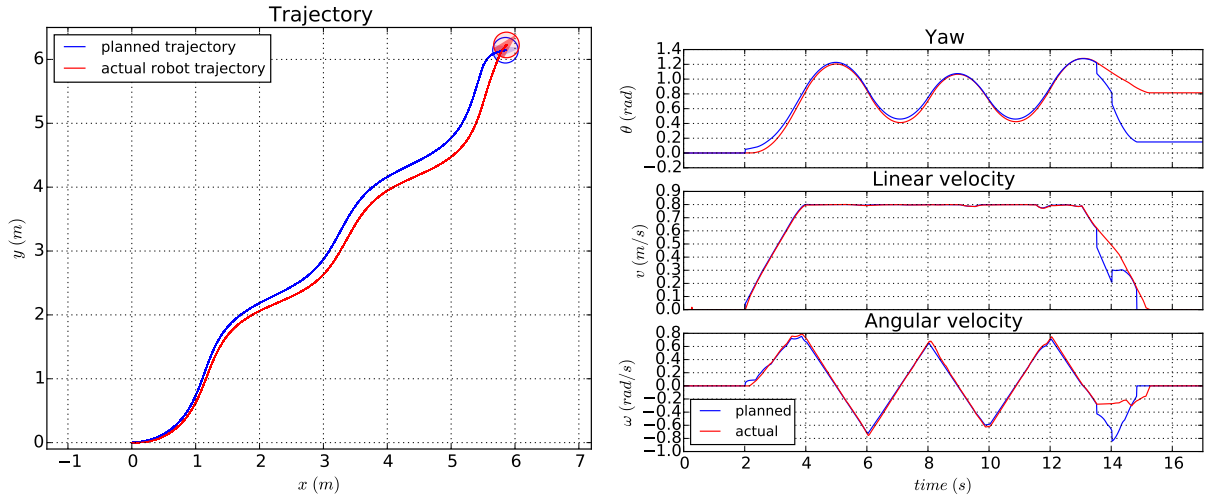 Trajectory
planned trajectory
actual robot trajectory
6
5
4
3
2
1
0
y (m)
−1 0 1 2 3 4 5 6 7
x (m)
Yaw
1.4
1.2
1.0
0.8
0.6
0.4
0.2
0.0
−0.2
θ (rad)
Linear velocity
0.9
0.8
0.7
0.6
0.5
0.4
0.3
0.2
0.1
0.0
v (m/s)
Angular velocity
0.8
0.6
0.4
0.2
0.0
−0.2
−0.4
−0.6
−0.8
ω (rad/s)
planned
actual
0 2 4 6 8 10 12 14 16
time (s)